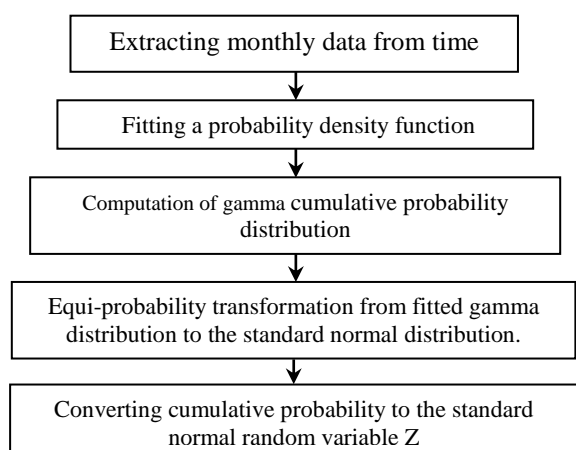 Extracting monthly data from time
Fitting a probability density function
Computation of gamma cumulative probability
distribution
Equi-probability transformation from fitted gamma
distribution to the standard normal distribution.
Converting cumulative probability to the standard
normal random variable Z